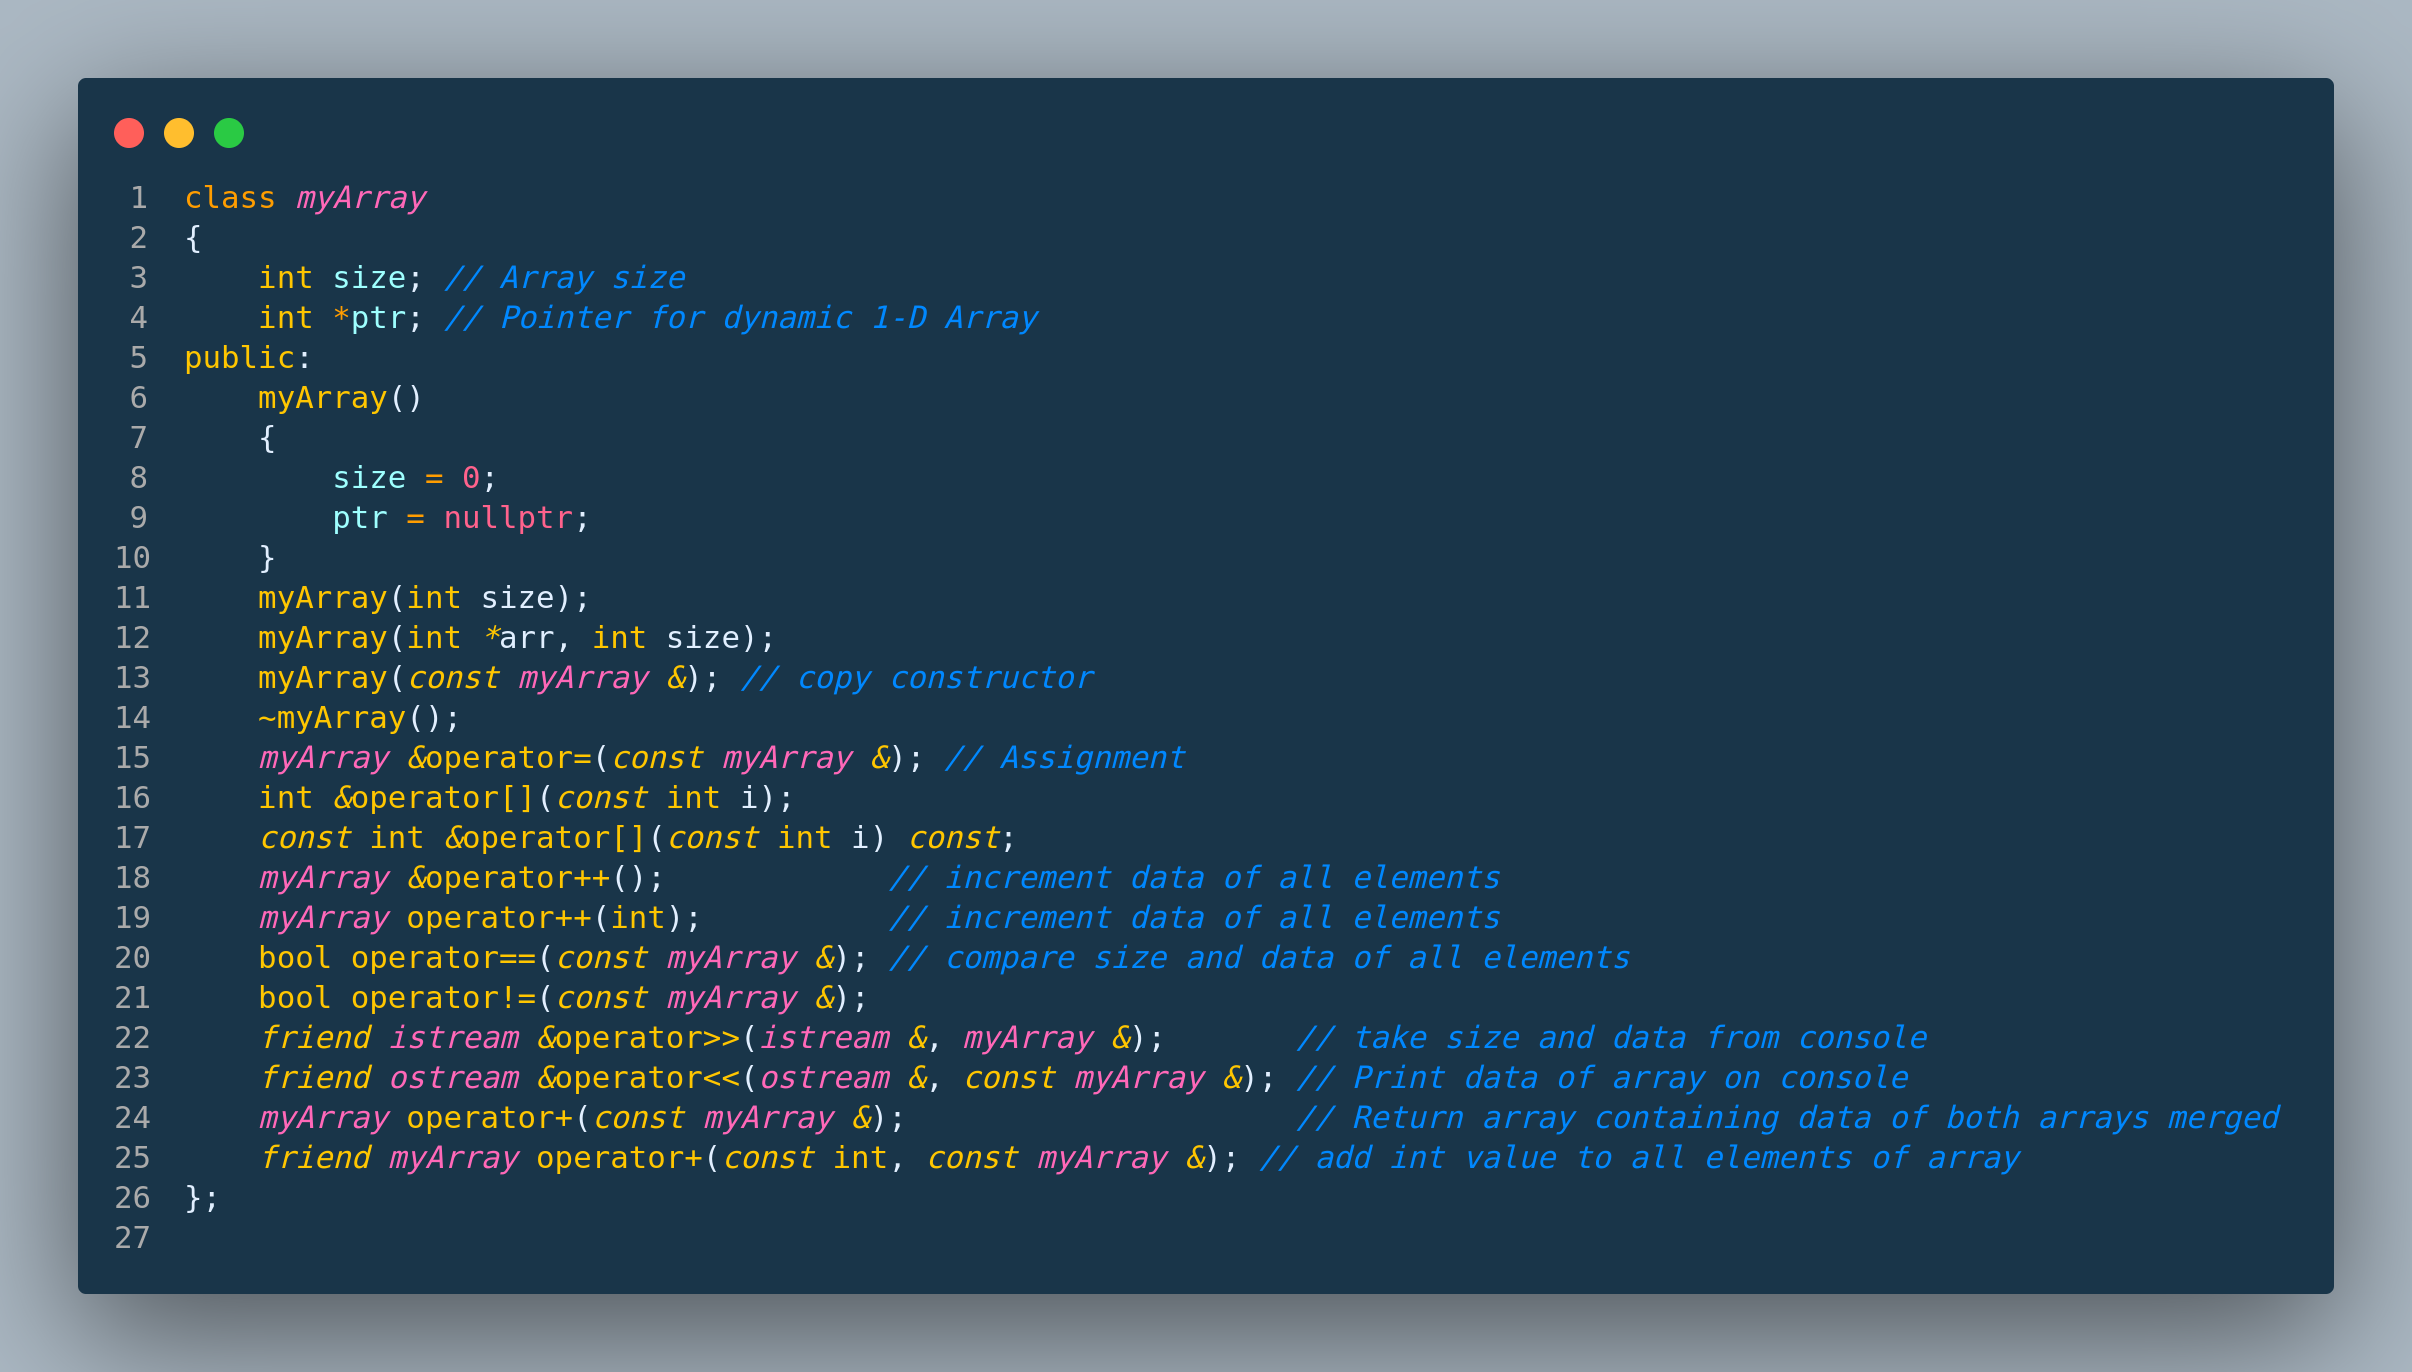 1 class myArray
2 {
3     int size; // Array size
4     int *ptr; // Pointer for dynamic 1-D Array
5 public:
6     myArray()
7     {
8         size = 0;
9         ptr = nullptr;
10     }
11     myArray(int size);
12     myArray(int *arr, int size);
13     myArray(const myArray &); // copy constructor
14     ~myArray();
15     myArray &operator=(const myArray &); // Assignment
16     int &operator[](const int i);
17     const int &operator[](const int i) const;
18     myArray &operator++();            // increment data of all elements
19     myArray operator++(int);          // increment data of all elements
20     bool operator==(const myArray &); // compare size and data of all elements
21     bool operator!=(const myArray &);
22     friend istream &operator>>(istream &, myArray &);       // take size and data from console
23     friend ostream &operator<<(ostream &, const myArray &); // Print data of array on console
24     myArray operator+(const myArray &);                     // Return array containing data of both arrays merged
25     friend myArray operator+(const int, const myArray &); // add int value to all elements of array
26 };
27